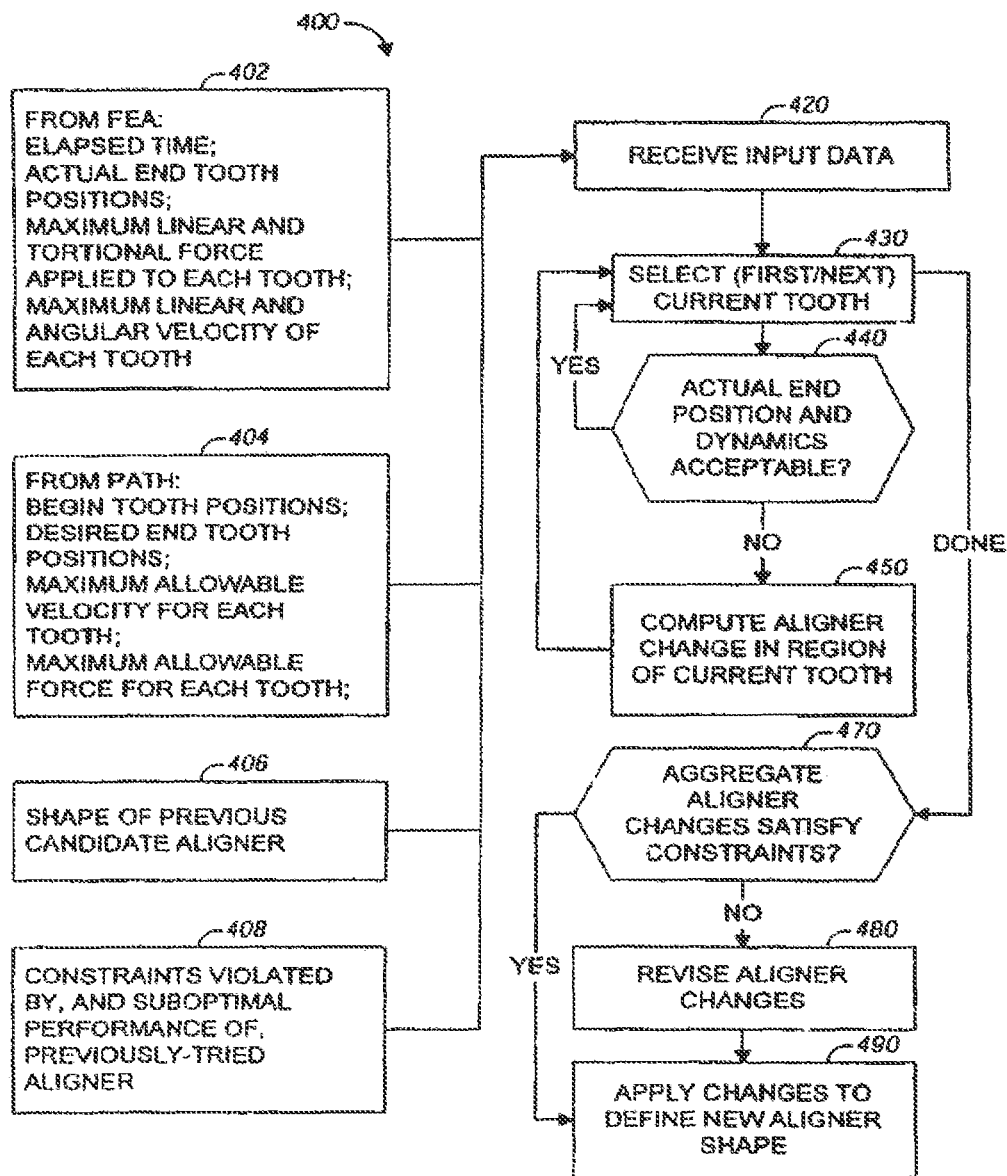 400
402
FROM FEA:
ELAPSED TIME;
ACTUAL END TOOTH
POSITIONS;
MAXIMUM LINEAR AND
TORTIONAL FORCE
APPLIED TO EACH TOOTH;
MAXIMUM LINEAR AND
ANGULAR VELOCITY OF
EACH TOOTH
404
FROM PATH:
BEGIN TOOTH POSITIONS;
DESIRED END TOOTH
POSITIONS;
MAXIMUM ALLOWABLE
VELOCITY FOR EACH
TOOTH;
MAXIMUM ALLOWABLE
FORCE FOR EACH TOOTH;
406
SHAPE OF PREVIOUS
CANDIDATE ALIGNER
408
CONSTRAINTS VIOLATED
BY, AND SUBOPTIMAL
PERFORMANCE OF,
PREVIOUSLY-TRIED
ALIGNER
420
RECEIVE INPUT DATA
430
SELECT (FIRST/NEXT)
CURRENT TOOTH
YES
440
ACTUAL END
POSITION AND
DYNAMICS
ACCEPTABLE?
NO
DONE
450
COMPUTE ALIGNER
CHANGE IN REGION
OF CURRENT TOOTH
470
AGGREGATE
ALIGNER
CHANGES SATISFY
CONSTRAINTS?
NO
YES
480
REVISE ALIGNER
CHANGES
490
APPLY CHANGES TO
DEFINE NEW ALIGNER
SHAPE